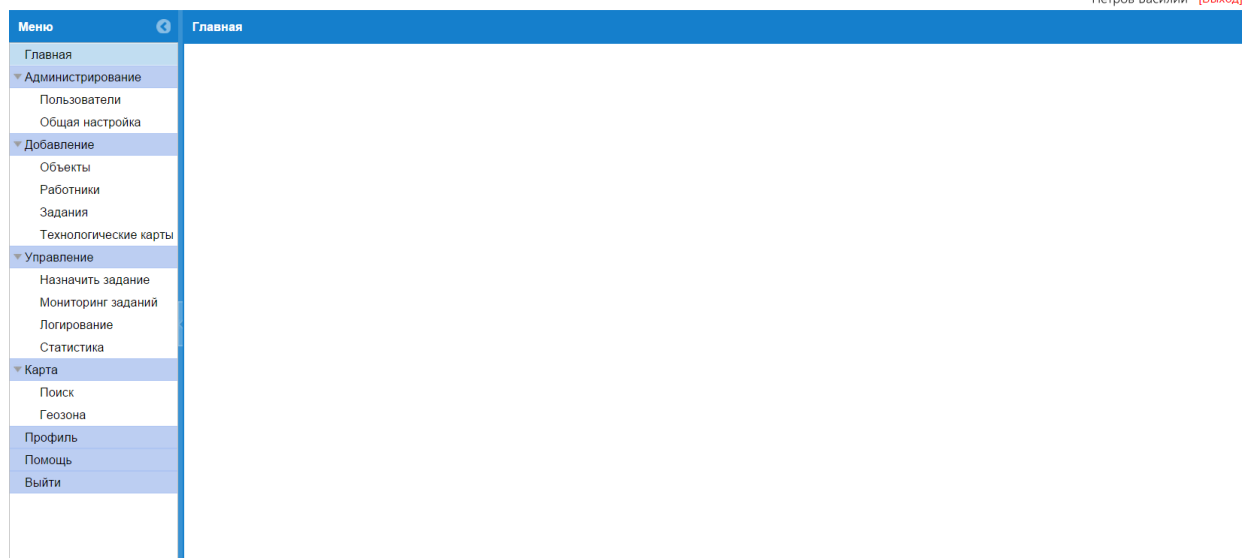 Петров Василий [Выход]
Меню
Главная
Главная
Администрирование
Пользователи
Общая настройка
Добавление
Объекты
Работники
Задания
Технологические карты
Управление
Назначить задание
Мониторинг заданий
Логирование
Статистика
Карта
Поиск
Геозона
Профиль
Помощь
Выйти